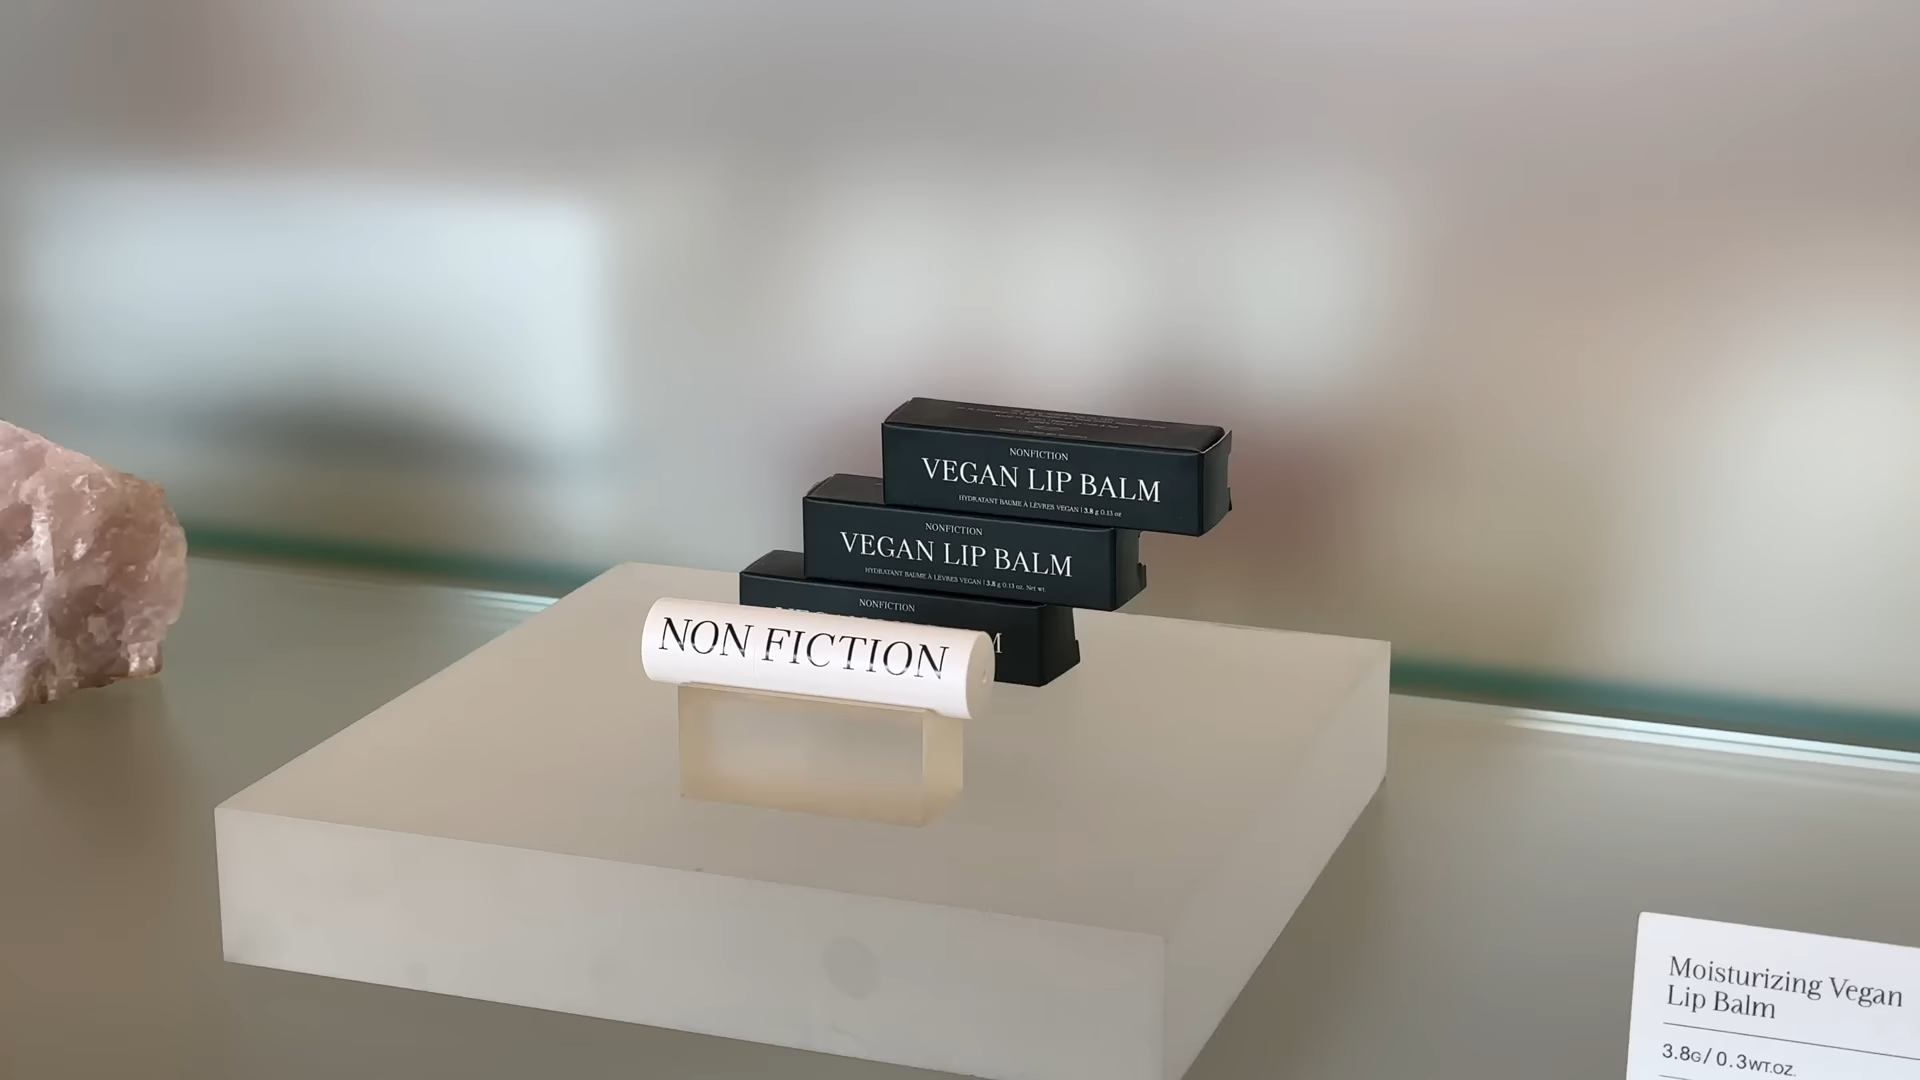 NONFICTION
VEGAN LIP BALM
HYDRATANT BAUME À LÈVRES VEGAN | 3.8 g 0.13 oz
NONFICTION
VEGAN LIP BALM
HYDRATANT BAUME À LÈVRES VEGAN | 3.8 g 0.13 oz. Net wt.
NONFICTION
M
NON FICTION
Moisturizing Vegan
Lip Balm
3.8G/ 0.3WT.OZ.